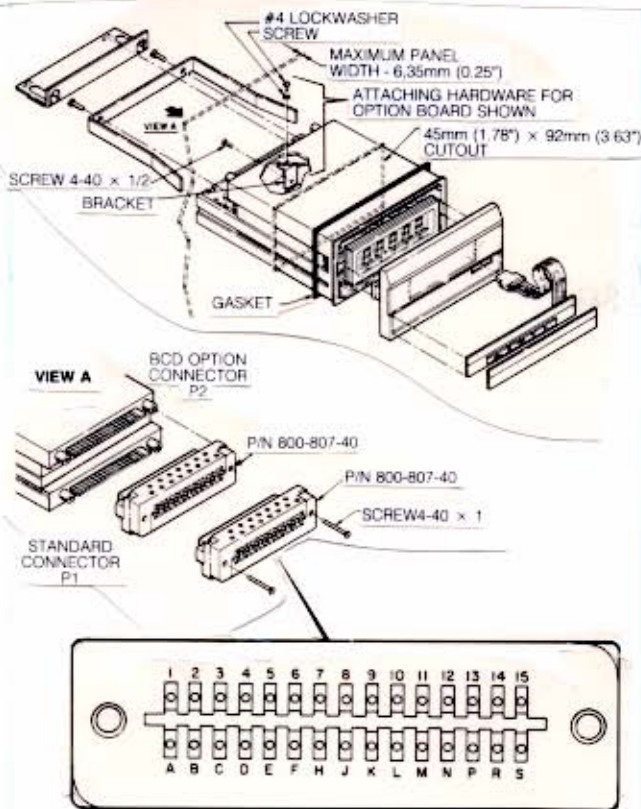 #4 LOCKWASHER
SCREW
MAXIMUM PANEL
WIDTH - 6,35mm (0.25")
ATTACHING HARDWARE FOR
OPTION BOARD SHOWN
VIEW A
45mm (1.78") × 92mm (3 63")
CUTOUT
SCREW 4-40 × 1/2
BRACKET
GASKET
VIEW A
BCD OPTION
CONNECTOR
P2
P/N 800-807-40
P/N 800-807-40
SCREW4-40 × 1
STANDARD
CONNECTOR
P1
1 2 3 4 5 6 7 8 9 10 11 12 13 14 15
A B C D E F H J K L M N P R S